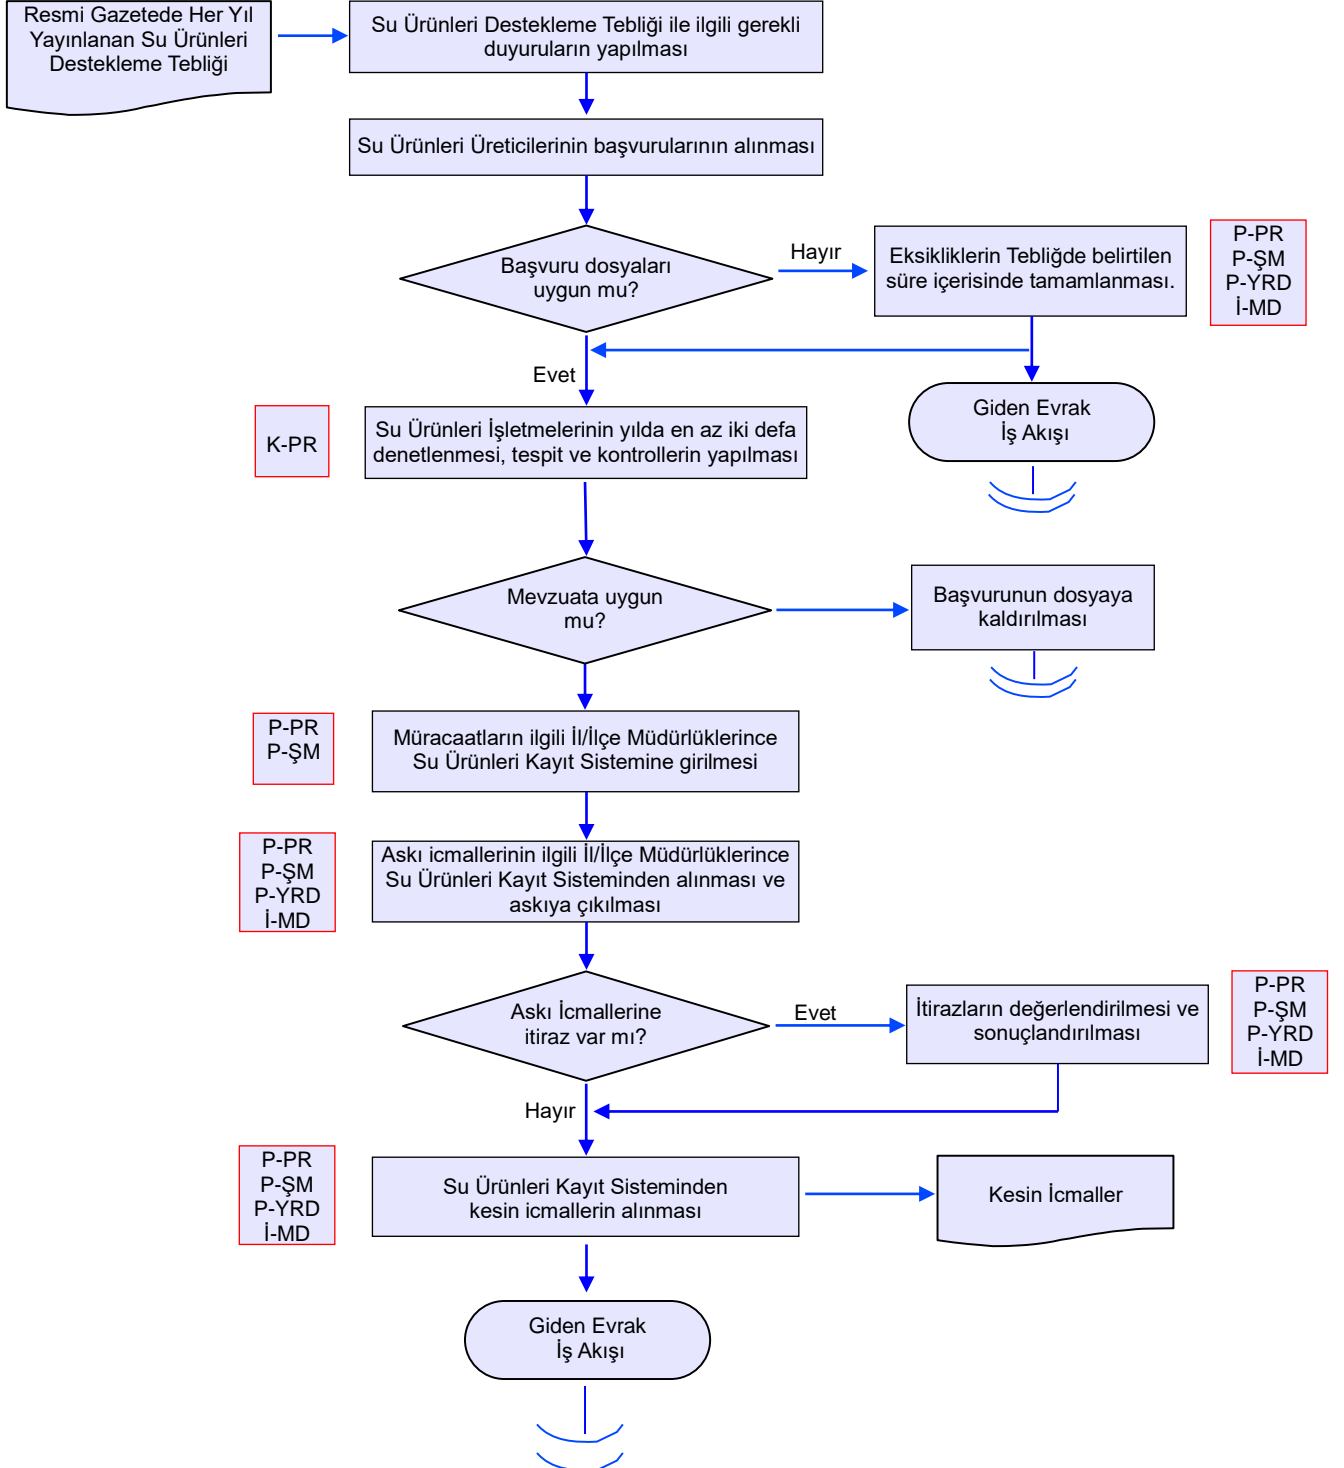 Resmi Gazetede Her Yıl
Yayınlanan Su Ürünleri
Destekleme Tebliği
Su Ürünleri Destekleme Tebliği ile ilgili gerekli
duyuruların yapılması
Su Ürünleri Üreticilerinin başvurularının alınması
Başvuru dosyaları
uygun mu?
Hayır
Eksikliklerin Tebliğde belirtilen
süre içerisinde tamamlanması.
P-PR
P-ŞM
P-YRD
İ-MD
Evet
Giden Evrak
İş Akışı
K-PR
Su Ürünleri İşletmelerinin yılda en az iki defa
denetlenmesi, tespit ve kontrollerin yapılması
Mevzuata uygun
mu?
Başvurunun dosyaya
kaldırılması
P-PR
P-ŞM
Müracaatların ilgili İl/İlçe Müdürlüklerince
Su Ürünleri Kayıt Sistemine girilmesi
P-PR
P-ŞM
P-YRD
İ-MD
Askı icmallerinin ilgili İl/İlçe Müdürlüklerince
Su Ürünleri Kayıt Sisteminden alınması ve
askıya çıkılması
Askı İcmallerine
itiraz var mı?
Evet
İtirazların değerlendirilmesi ve
sonuçlandırılması
P-PR
P-ŞM
P-YRD
İ-MD
Hayır
P-PR
P-ŞM
P-YRD
İ-MD
Su Ürünleri Kayıt Sisteminden
kesin icmallerin alınması
Kesin İcmaller
Giden Evrak
İş Akışı